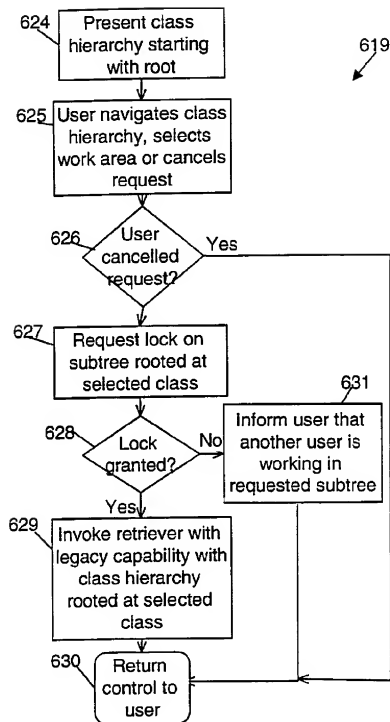 624
Present class
hierarchy starting
with root
619
625
User navigates class
hierarchy, selects
work area or cancels
request
626
User
cancelled
request?
Yes
627
Request lock on
subtree rooted at
selected class
631
Inform user that
another user is
working in
requested subtree
628
Lock
granted?
No
Yes
629
Invoke retriever with
legacy capability with
class hierarchy
rooted at selected
class
630
Return
control to
user